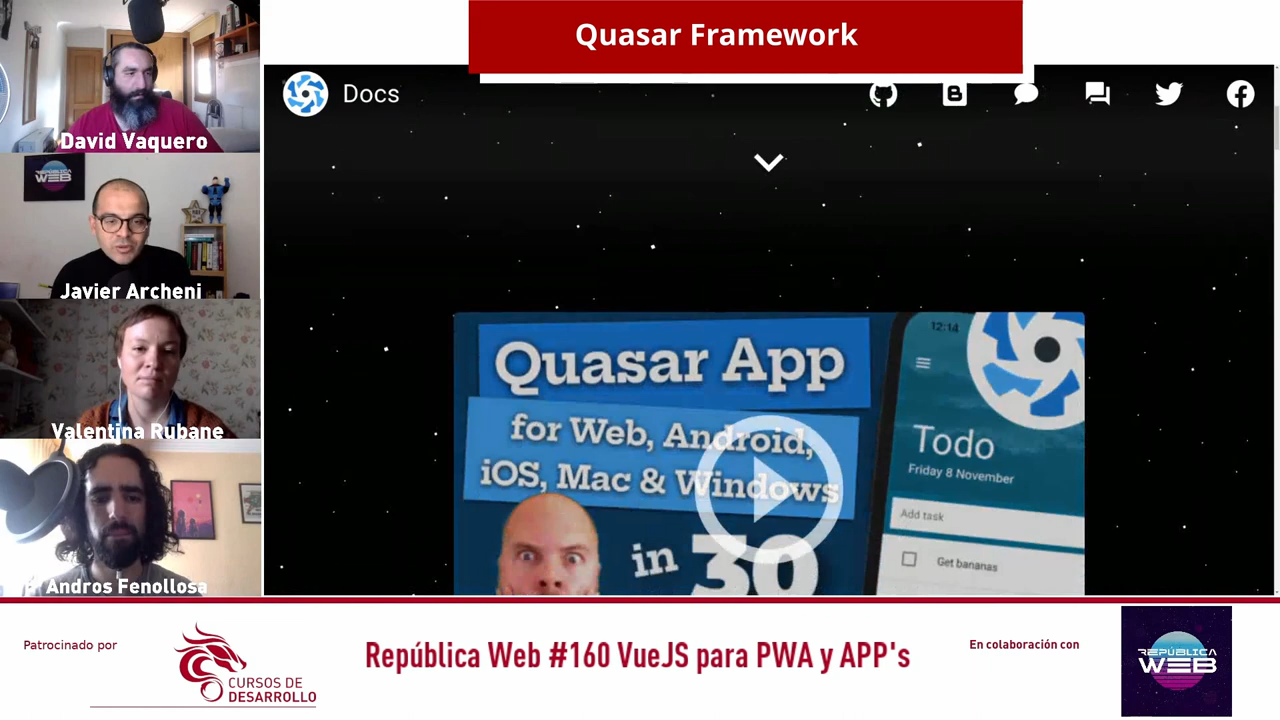 Quasar Framework
Docs
David Vaquero
REPÚBLICA
WEB
Javier Archeni
Valentina Rubane
Andros Fenollosa
Quasar App
for Web, Android,
iOS, Mac & Windows
in 30
12:14
Todo
Friday 8 November
Add task
Get bananas
Patrocinado por
CURSOS DE
DESARROLLO
República Web #160 VueJS para PWA y APP's
En colaboración con
REPÚBLICA
WEB